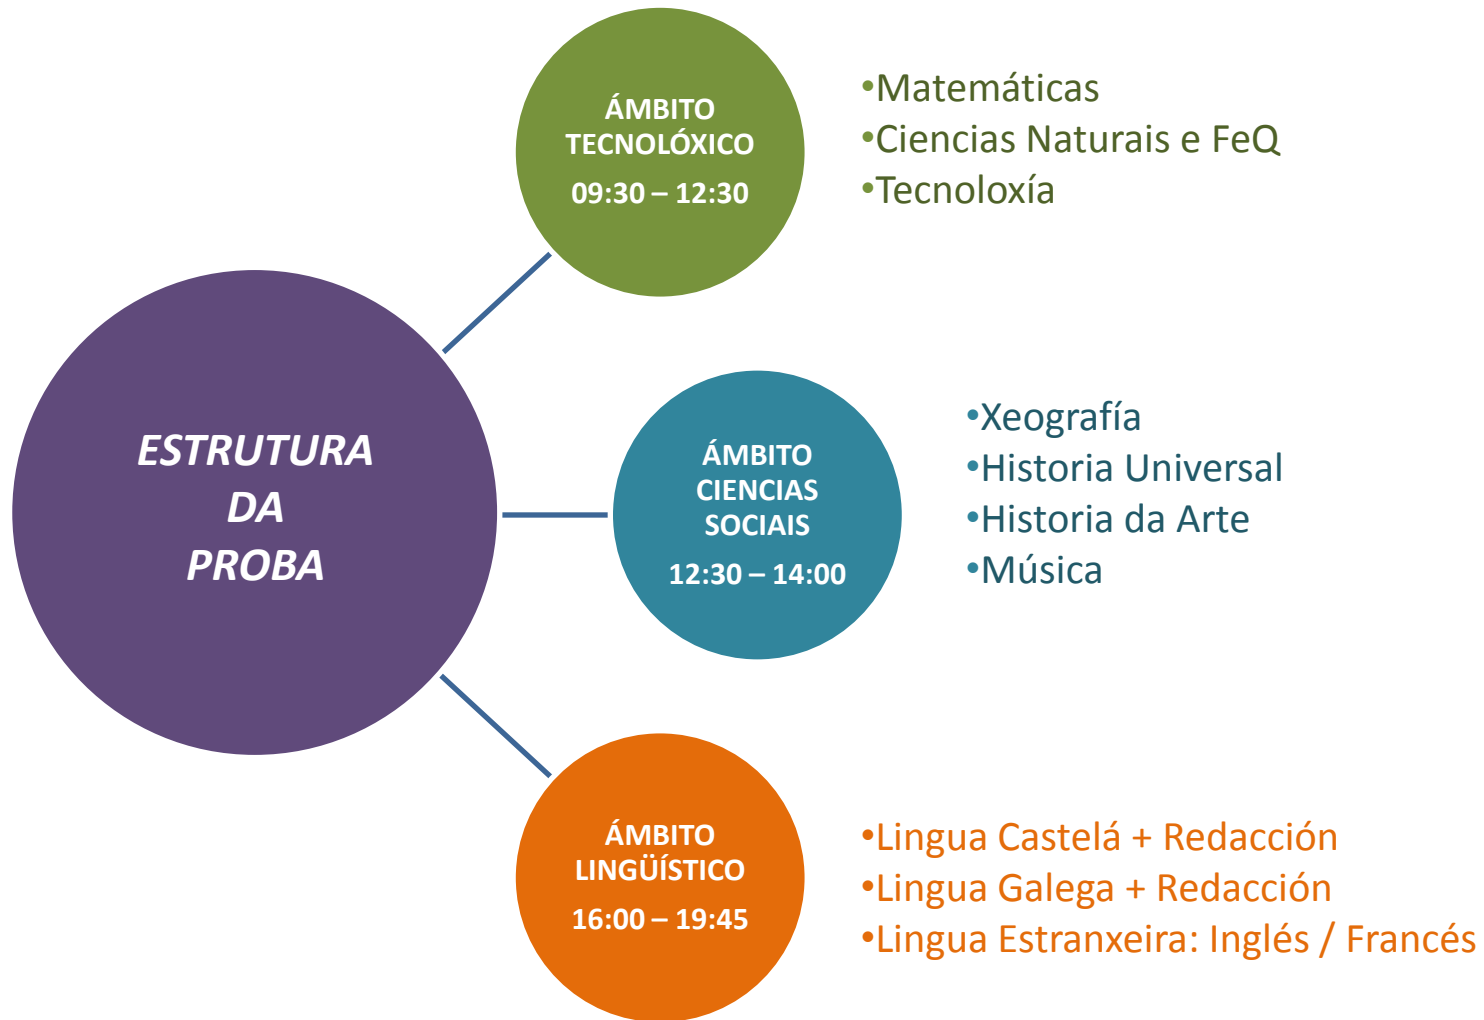 ESTRUTURA
DA
PROBA
ÁMBITO
TECNOLÓXICO
09:30 – 12:30
•Matemáticas
•Ciencias Naturais e FeQ
•Tecnoloxía
ÁMBITO
CIENCIAS
SOCIAIS
12:30 – 14:00
•Xeografía
•Historia Universal
•Historia da Arte
•Música
ÁMBITO
LINGÜÍSTICO
16:00 – 19:45
•Lingua Castelá + Redacción
•Lingua Galega + Redacción
•Lingua Estranxeira: Inglés / Francés